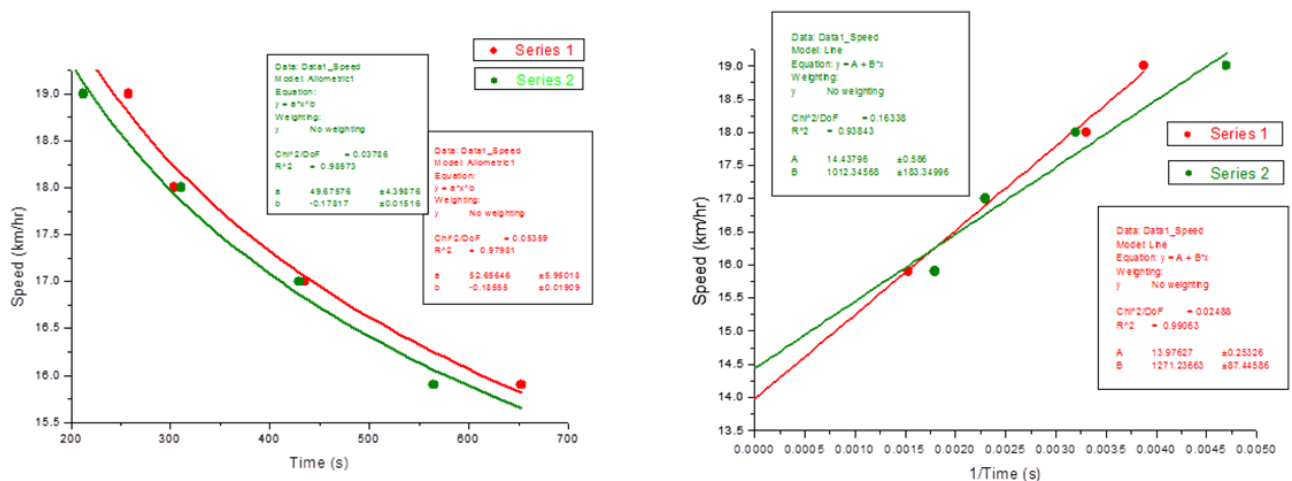 Series 1
Series 2
Data: Data1_Speed
Model: Allometric1
Equation:
y = a*x^b
Weighting:
y No weighting
Chi^2/DoF = 0.03786
R^2 = 0.98573
a 49.67576 ±4.39876
b -0.17817 ±0.01516
Data: Data1_Speed
Model: Allometric1
Equation:
y = a*x^b
Weighting:
y No weighting
Chi^2/DoF = 0.05359
R^2 = 0.97981
a 52.65646 ±5.95018
b -0.18555 ±0.01909
Speed (km/hr)
19.0
18.5
18.0
17.5
17.0
16.5
16.0
15.5
200 300 400 500 600 700
Time (s)
Data: Data1_Speed
Model: Line
Equation: y = A + B*x
Weighting:
y No weighting
Chi^2/DoF = 0.16338
R^2 = 0.93843
A 14.43796 ±0.586
B 1012.34568 ±183.34996
Series 1
Series 2
Data: Data1_Speed
Model: Line
Equation: y = A + B*x
Weighting:
y No weighting
Chi^2/DoF = 0.02488
R^2 = 0.99063
A 13.97627 ±0.25326
B 1271.23663 ±87.44586
Speed (km/hr)
19.0
18.5
18.0
17.5
17.0
16.5
16.0
15.5
15.0
14.5
14.0
13.5
0.0000 0.0005 0.0010 0.0015 0.0020 0.0025 0.0030 0.0035 0.0040 0.0045 0.0050
1/Time (s)